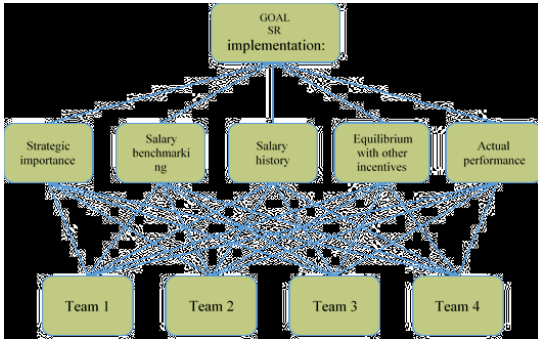 GOAL
SR
implementation:
Strategic
importance
Salary
benchmarki
ng
Salary
history
Equilibrium
with other
incentives
Actual
performance
Team 1
Team 2
Team 3
Team 4